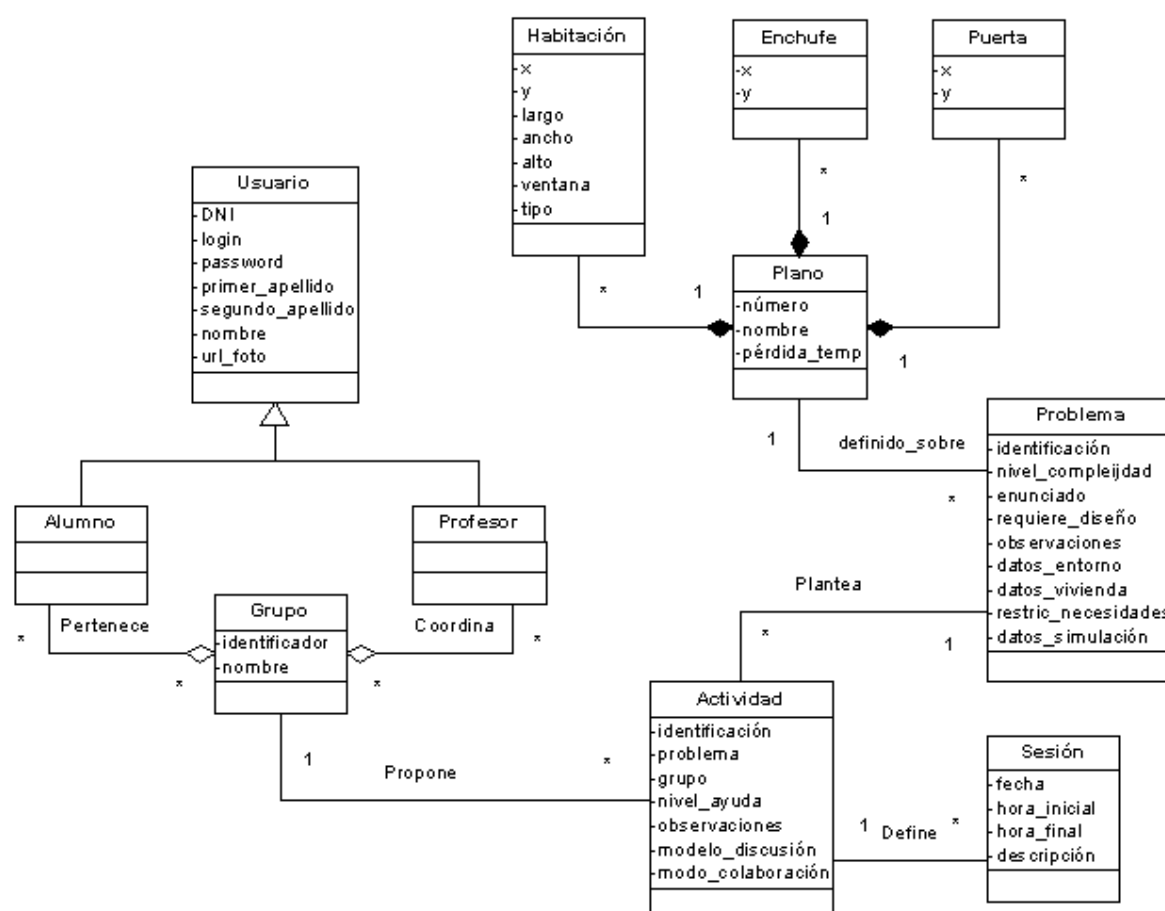 Habitación
-x
-y
-largo
-ancho
-alto
-ventana
-tipo
Enchufe
-x
-y
Puerta
-x
-y
*
*
1
Usuario
-DNI
-login
-password
-primer_apellido
-segundo_apellido
-nombre
-url_foto
*
1
Plano
-número
-nombre
-pérdida_temp
1
1
definido_sobre
*
Problema
-identificación
-nivel_compleijdad
-enunciado
-requiere_diseño
-observaciones
-datos_entorno
-datos_vivienda
-restric_necesidades
-datos_simulación
Alumno
Profesor
* Pertenece
*
Grupo
-identificador
-nombre
Coordina *
*
Plantea
*
1
1
Propone
*
Actividad
-identificación
-problema
-grupo
-nivel_ayuda
-observaciones
-modelo_discusión
-modo_colaboración
1 Define *
Sesión
-fecha
-hora_inicial
-hora_final
-descripción